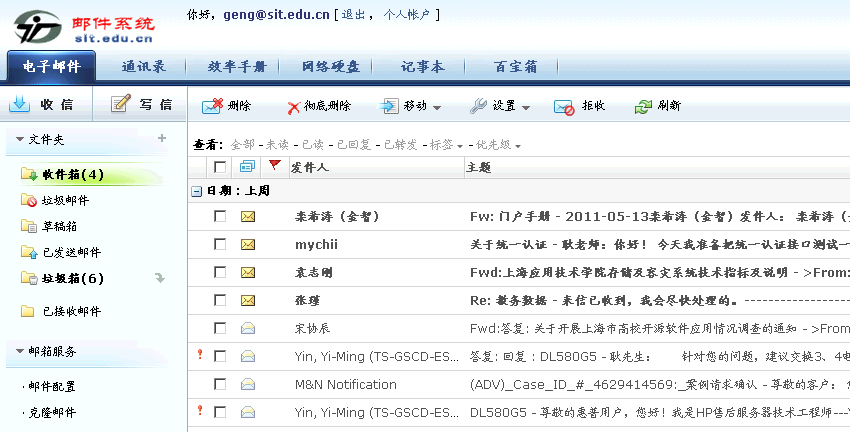 邮件系统
sit.edu.cn
你好，geng@sit.edu.cn [退出，个人帐户]
电子邮件 通讯录 效率手册 网络硬盘 记事本 百宝箱
收信 写信 删除 彻底删除 移动 设置 拒收 刷新
文件夹
收件箱(4)
垃圾邮件
草稿箱
已发送邮件
垃圾箱(6)
已接收邮件
邮箱服务
·邮件配置
·克隆邮件
查看: 全部 - 未读 - 已读 - 已回复 - 已转发 - 标签 - 优先级
发件人 主题
日期：上周
栾希涛（金智） Fw: 门户手册 - 2011-05-13栾希涛（金智）发件人： 栾希涛（金
mychii 关于统一认证 - 耿老师：你好！ 今天我准备把统一认证接口测试一
袁志刚 Fwd:上海应用技术学院存储及容灾系统技术指标及说明 - >From:
张瑾 Re: 教务数据 - 来信已收到，我会尽快处理的。------------------
宋协辰 Fwd:答复: 关于开展上海市高校开源软件应用情况调查的通知 - >From
Yin, Yi-Ming (TS-GSCD-ES... 答复: 回复：DL580G5 - 耿先生： 针对您的问题，建议交换3、4电
M&N Notification (ADV)_Case_ID_#_4629414569:_案例请求确认 - 尊敬的客户：
Yin, Yi-Ming (TS-GSCD-ES... DL580G5 - 尊敬的惠普用户，您好！我是HP售后服务器技术工程师---Y